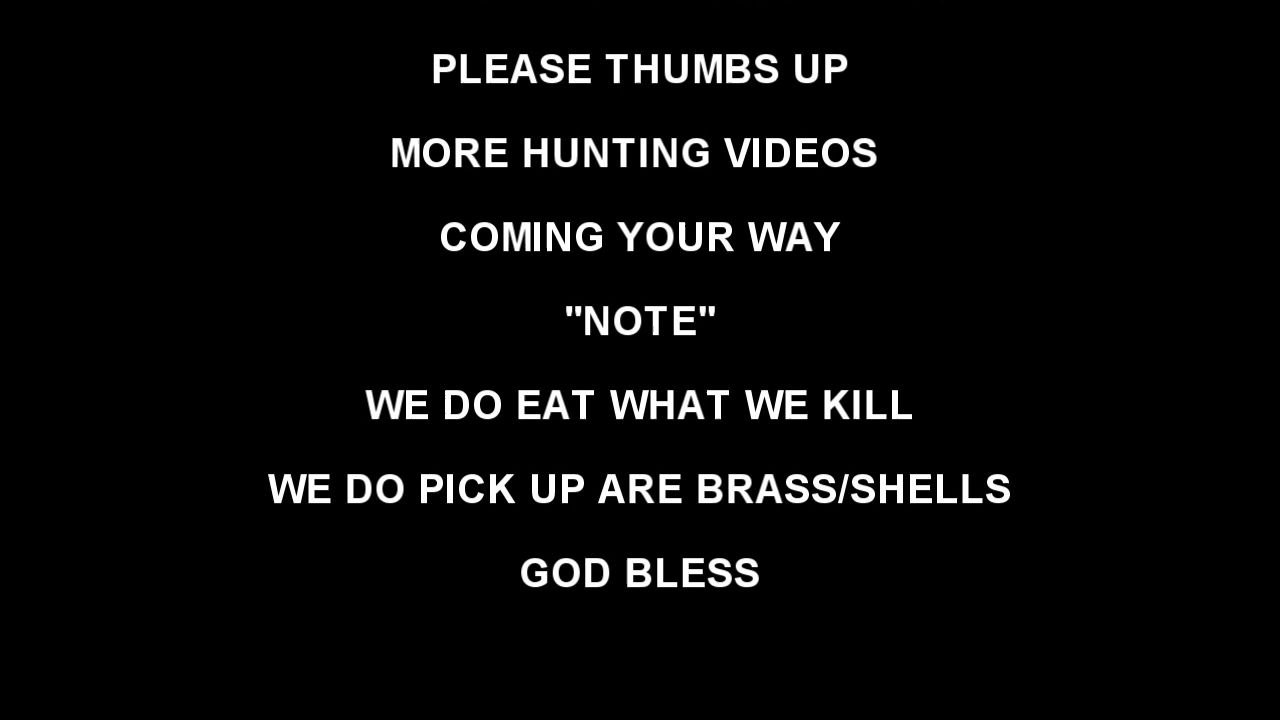 PLEASE THUMBS UP
MORE HUNTING VIDEOS
COMING YOUR WAY
"NOTE"
WE DO EAT WHAT WE KILL
WE DO PICK UP ARE BRASS/SHELLS
GOD BLESS